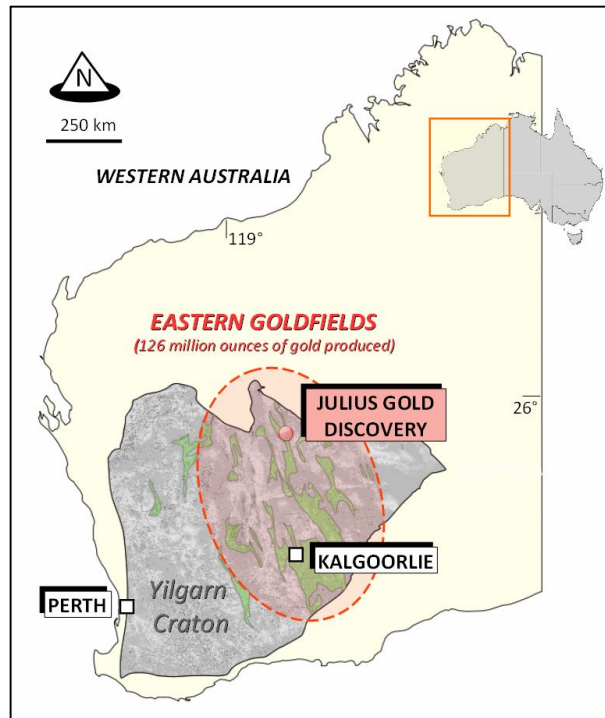 N
250 km
WESTERN AUSTRALIA
119°
EASTERN GOLDFIELDS
(126 million ounces of gold produced)
26°
JULIUS GOLD
DISCOVERY
KALGOORLIE
PERTH
Yilgarn
Craton